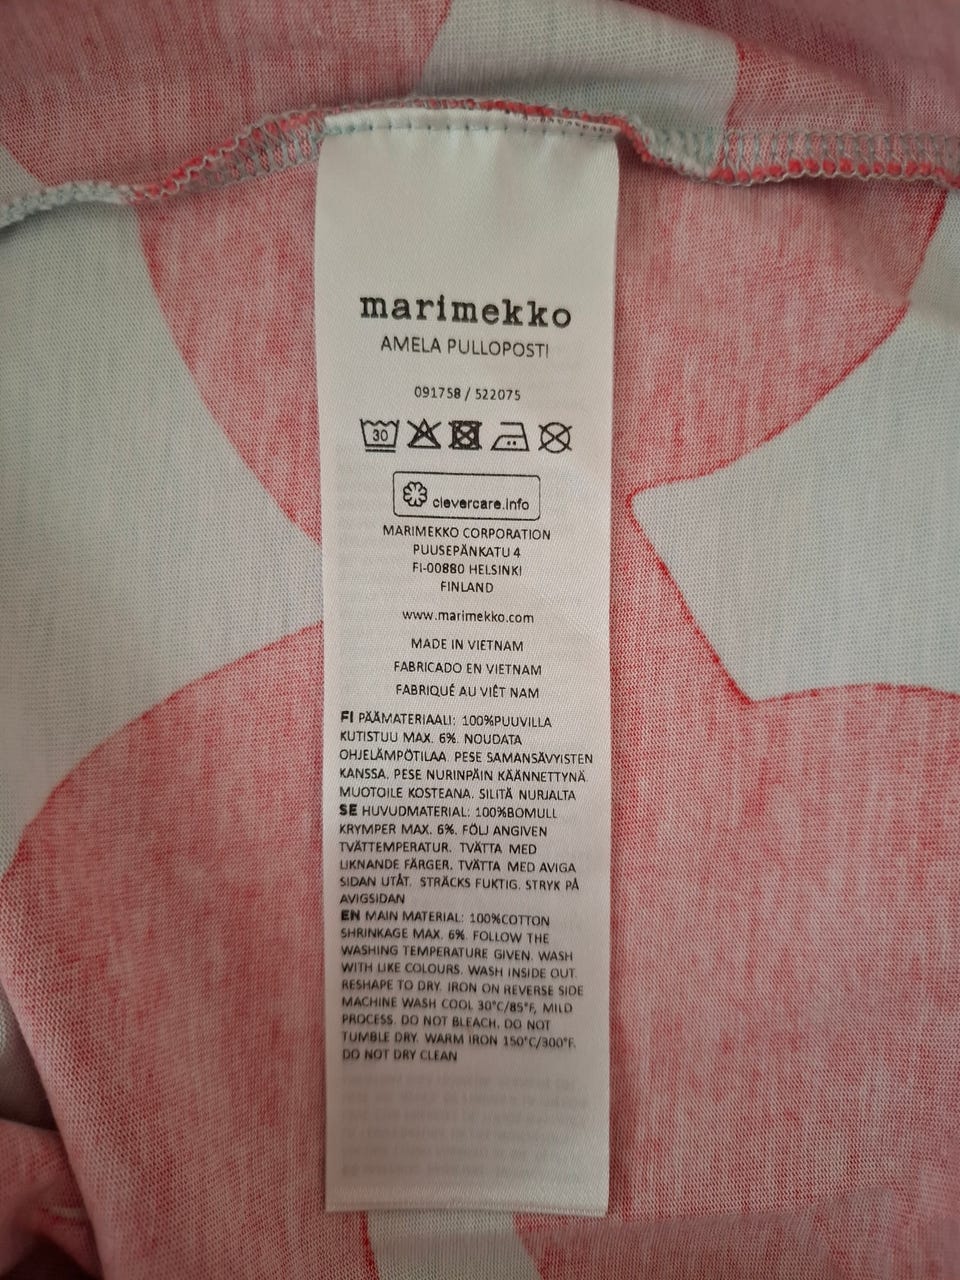 marimekko
AMELA PULLOPOSTI
091758 / 522075
30
clevercare.info
MARIMEKKO CORPORATION
PUUSEPÄNKATU 4
FI-00880 HELSINKI
FINLAND
www.marimekko.com
MADE IN VIETNAM
FABRICADO EN VIETNAM
FABRIQUÉ AU VIÊT NAM
FI PÄÄMATERIAALI: 100%PUUVILLA
KUTISTUU MAX. 6%. NOUDATA
OHJELÄMPÖTILAA. PESE SAMANSÄVYISTEN
KANSSA. PESE NURINPÄIN KÄÄNNETTYNÄ.
MUOTOILE KOSTEANA. SILITÄ NURJALTA
SE HUVUDMATERIAL: 100%BOMULL
KRYMPER MAX. 6%. FÖLJ ANGIVEN
TVÄTTEMPERATUR. TVÄTTA MED
LIKNANDE FÄRGER. TVÄTTA MED AVIGA
SIDAN UTÅT. STRÄCKS FUKTIG. STRYK PÅ
AVIGSIDAN
EN MAIN MATERIAL: 100%COTTON
SHRINKAGE MAX. 6%. FOLLOW THE
WASHING TEMPERATURE GIVEN. WASH
WITH LIKE COLOURS. WASH INSIDE OUT.
RESHAPE TO DRY. IRON ON REVERSE SIDE
MACHINE WASH COOL 30°C/85°F, MILD
PROCESS. DO NOT BLEACH. DO NOT
TUMBLE DRY. WARM IRON 150°C/300°F.
DO NOT DRY CLEAN